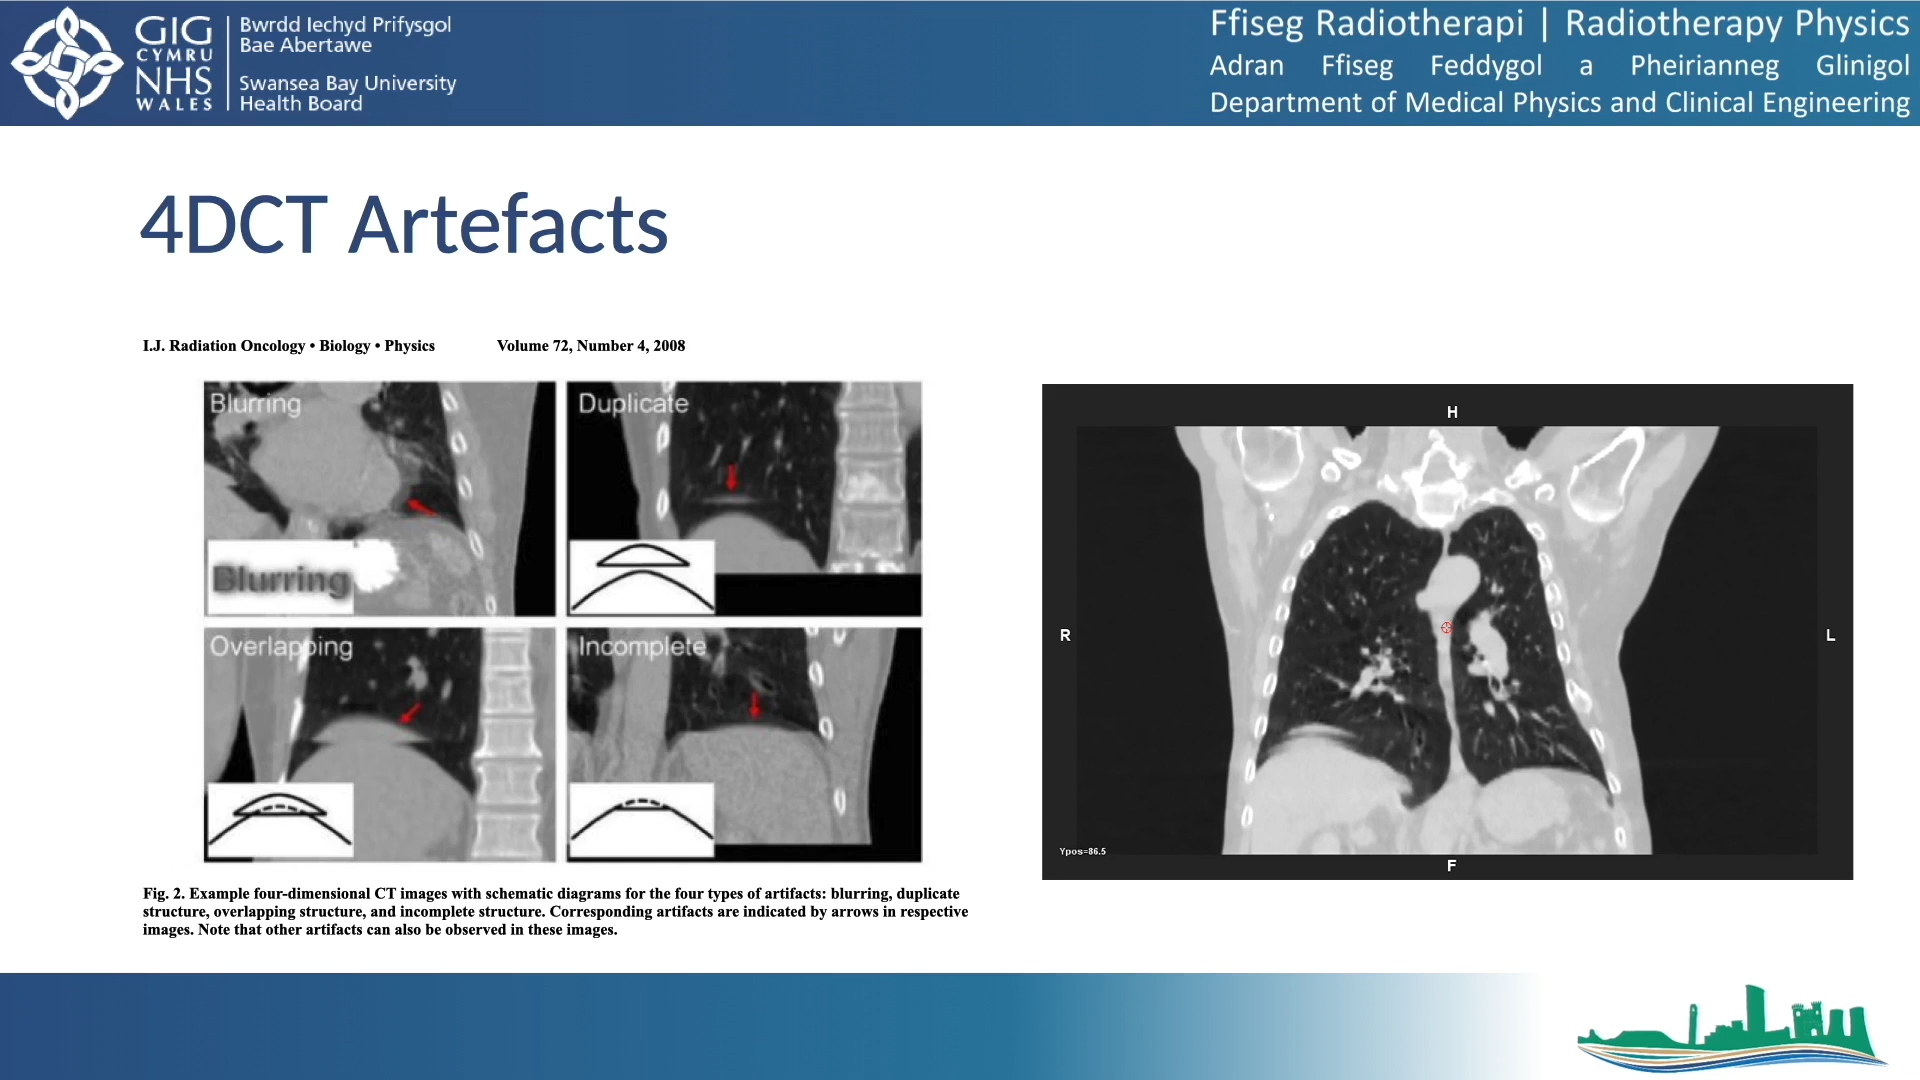 GIG
CYMRU
NHS
WALES
Bwrdd Iechyd Prifysgol
Bae Abertawe
Swansea Bay University
Health Board
Ffiseg Radiotherapi | Radiotherapy Physics
Adran Ffiseg Feddygol a Pheirianneg Glinigol
Department of Medical Physics and Clinical Engineering
4DCT Artefacts
I.J. Radiation Oncology • Biology • Physics Volume 72, Number 4, 2008
Blurring
Duplicate
Blurring
Overlapping
Incomplete
H
R
L
Ypos=86.5
F
Fig. 2. Example four-dimensional CT images with schematic diagrams for the four types of artifacts: blurring, duplicate
structure, overlapping structure, and incomplete structure. Corresponding artifacts are indicated by arrows in respective
images. Note that other artifacts can also be observed in these images.